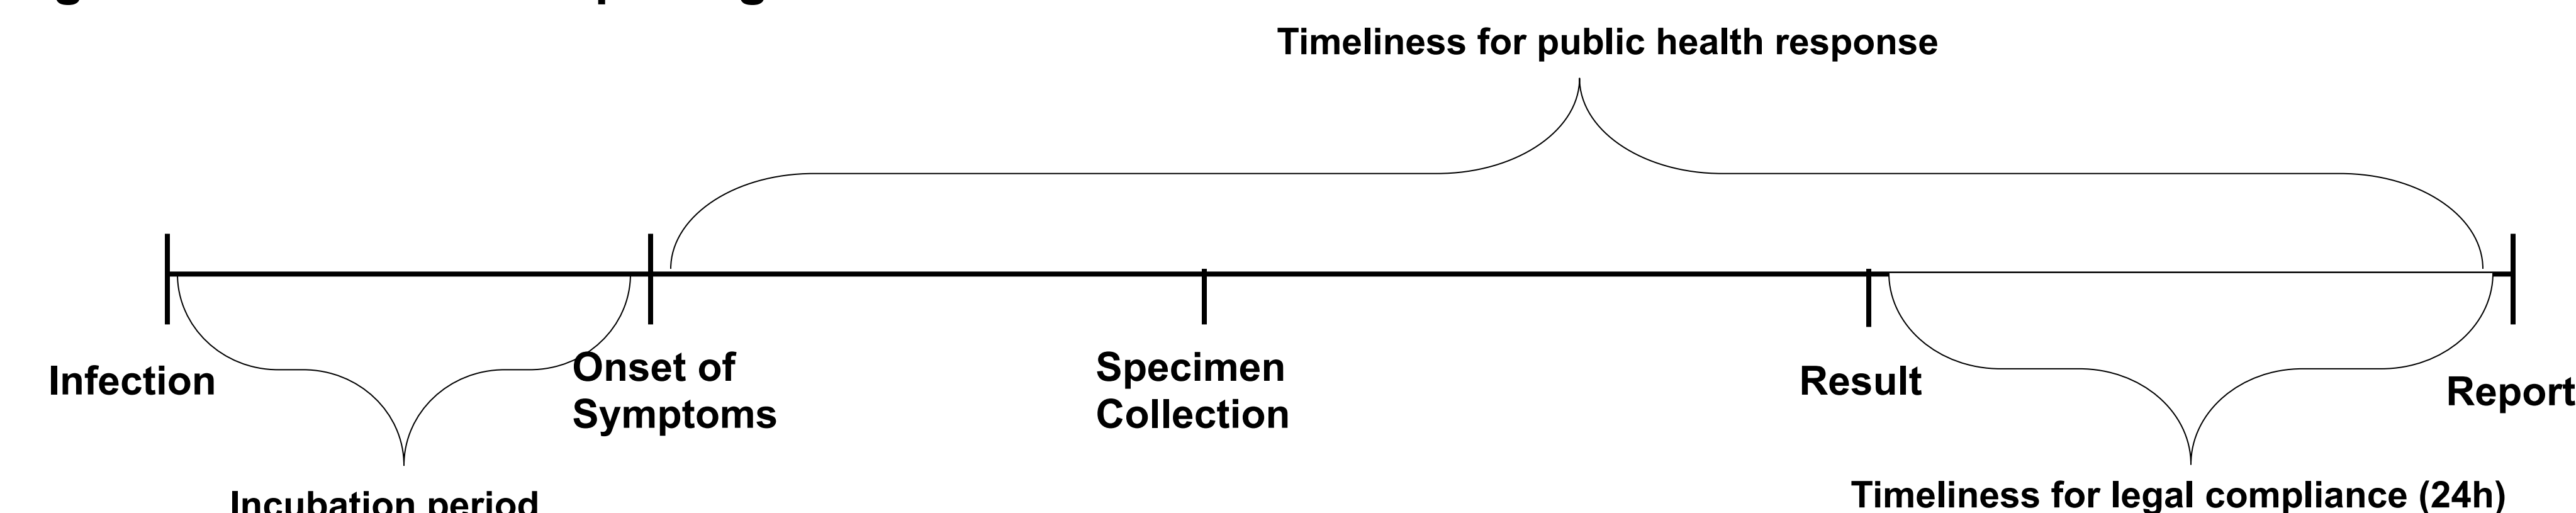 Timeliness for public health response
Infection
Onset of
Symptoms
Specimen
Collection
Result
Report
Incubation period
Timeliness for legal compliance (24h)